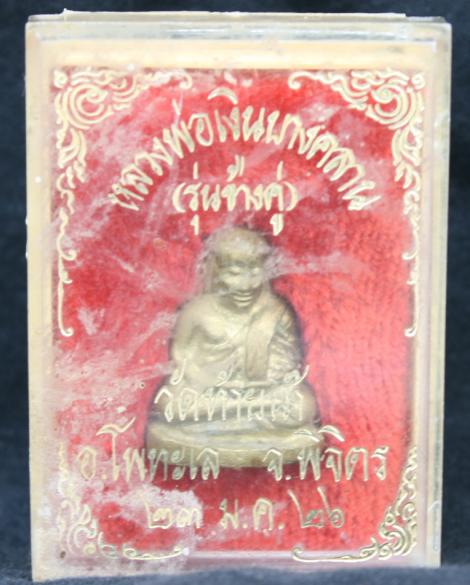 หลวงพ่อเงินบางคลาน
(รุ่นช้างคู่)
วัดท้ายน้ำ
อ.โพทะเล จ.พิจิตร
๒๓ ม.ค. ๒๖